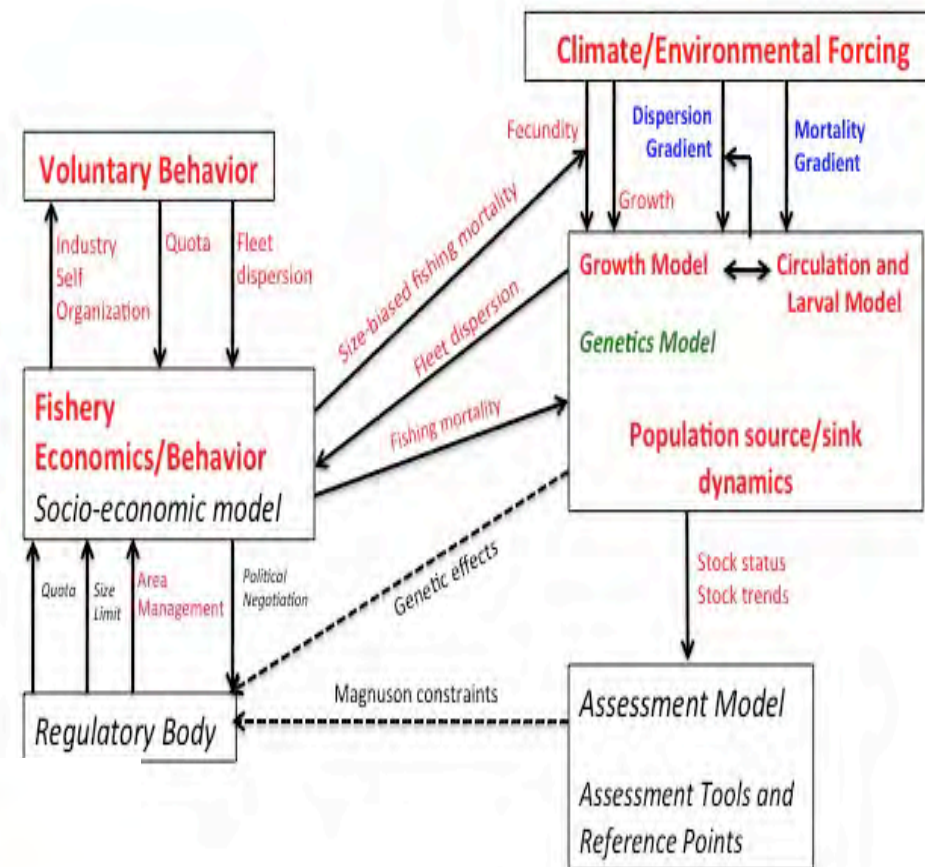 Climate/Environmental Forcing
Fecundity
Dispersion
Gradient
Mortality
Gradient
Growth
Voluntary Behavior
Industry
Self
Organization
Quota
Fleet
dispersion
Size-biased fishing mortality
Fleet dispersion
Fishing mortality
Growth Model
Circulation and
Larval Model
Genetics Model
Population source/sink
dynamics
Fishery
Economics/Behavior
Socio-economic model
Quota
Size
Limit
Area
Management
Political
Negotiation
Genetic effects
Stock status
Stock trends
Magnuson constraints
Regulatory Body
Assessment Model
Assessment Tools and
Reference Points